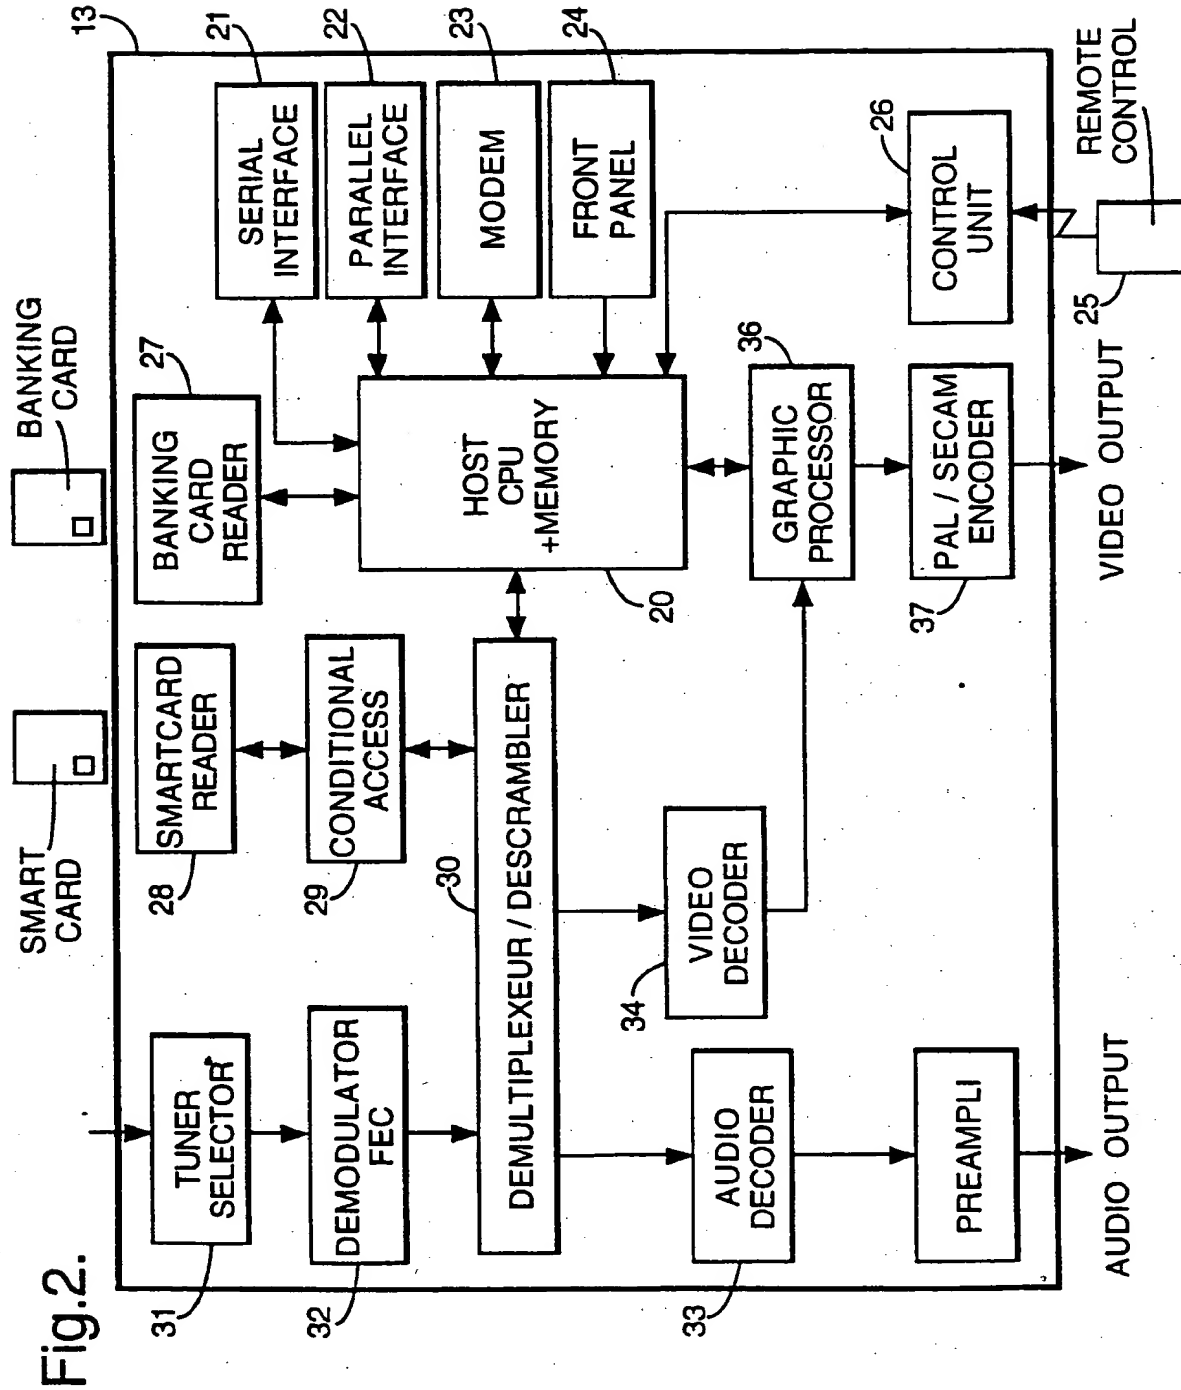 Fig.2.
SMART
CARD
BANKING
CARD
13
31
TUNER
SELECTOR
28
SMARTCARD
READER
27
BANKING
CARD
READER
21
SERIAL
INTERFACE
22
PARALLEL
INTERFACE
32
DEMODULATOR
FEC
29
CONDITIONAL
ACCESS
23
MODEM
30
DEMULTIPLEXEUR / DESCRAMBLER
HOST
CPU
+MEMORY
20
24
FRONT
PANEL
33
AUDIO
DECODER
34
VIDEO
DECODER
36
GRAPHIC
PROCESSOR
26
CONTROL
UNIT
PREAMPLI
37
PAL / SECAM
ENCODER
25
REMOTE
CONTROL
AUDIO OUTPUT
VIDEO OUTPUT